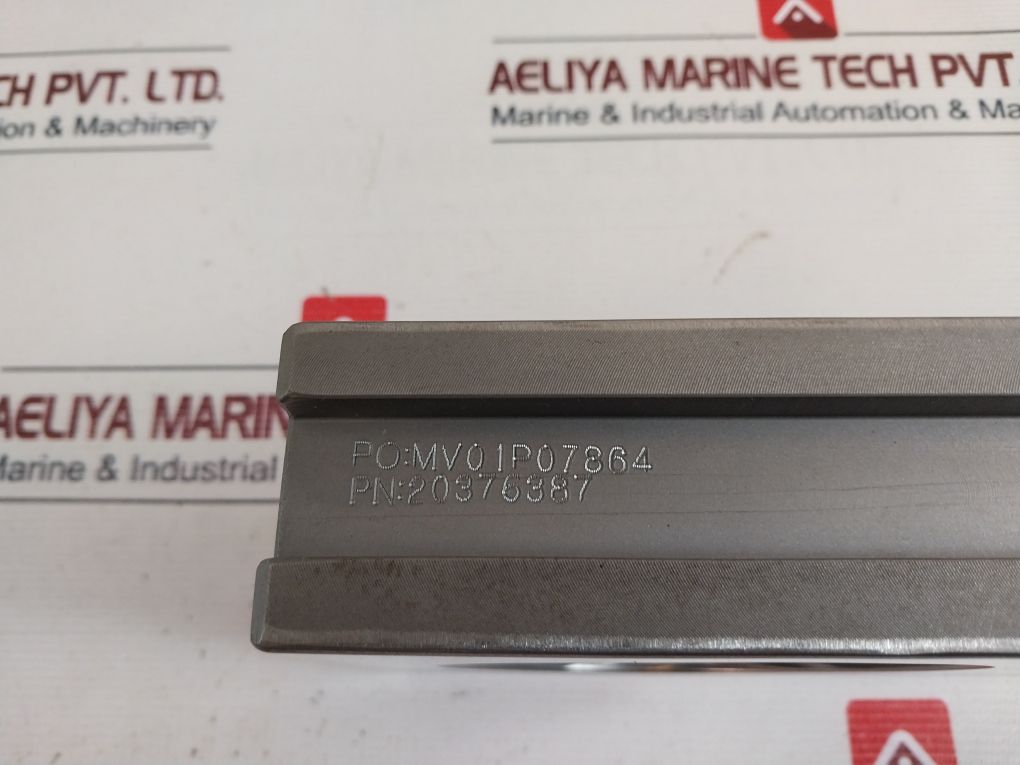 CH PVT. LTD.
ion & Machinery
AELIYA MARINE TECH PVT.
Marine & Industrial Automation & Ma
AELIYA MARIN
Marine & Industrial
PO:MV01P07864
PN:20376387